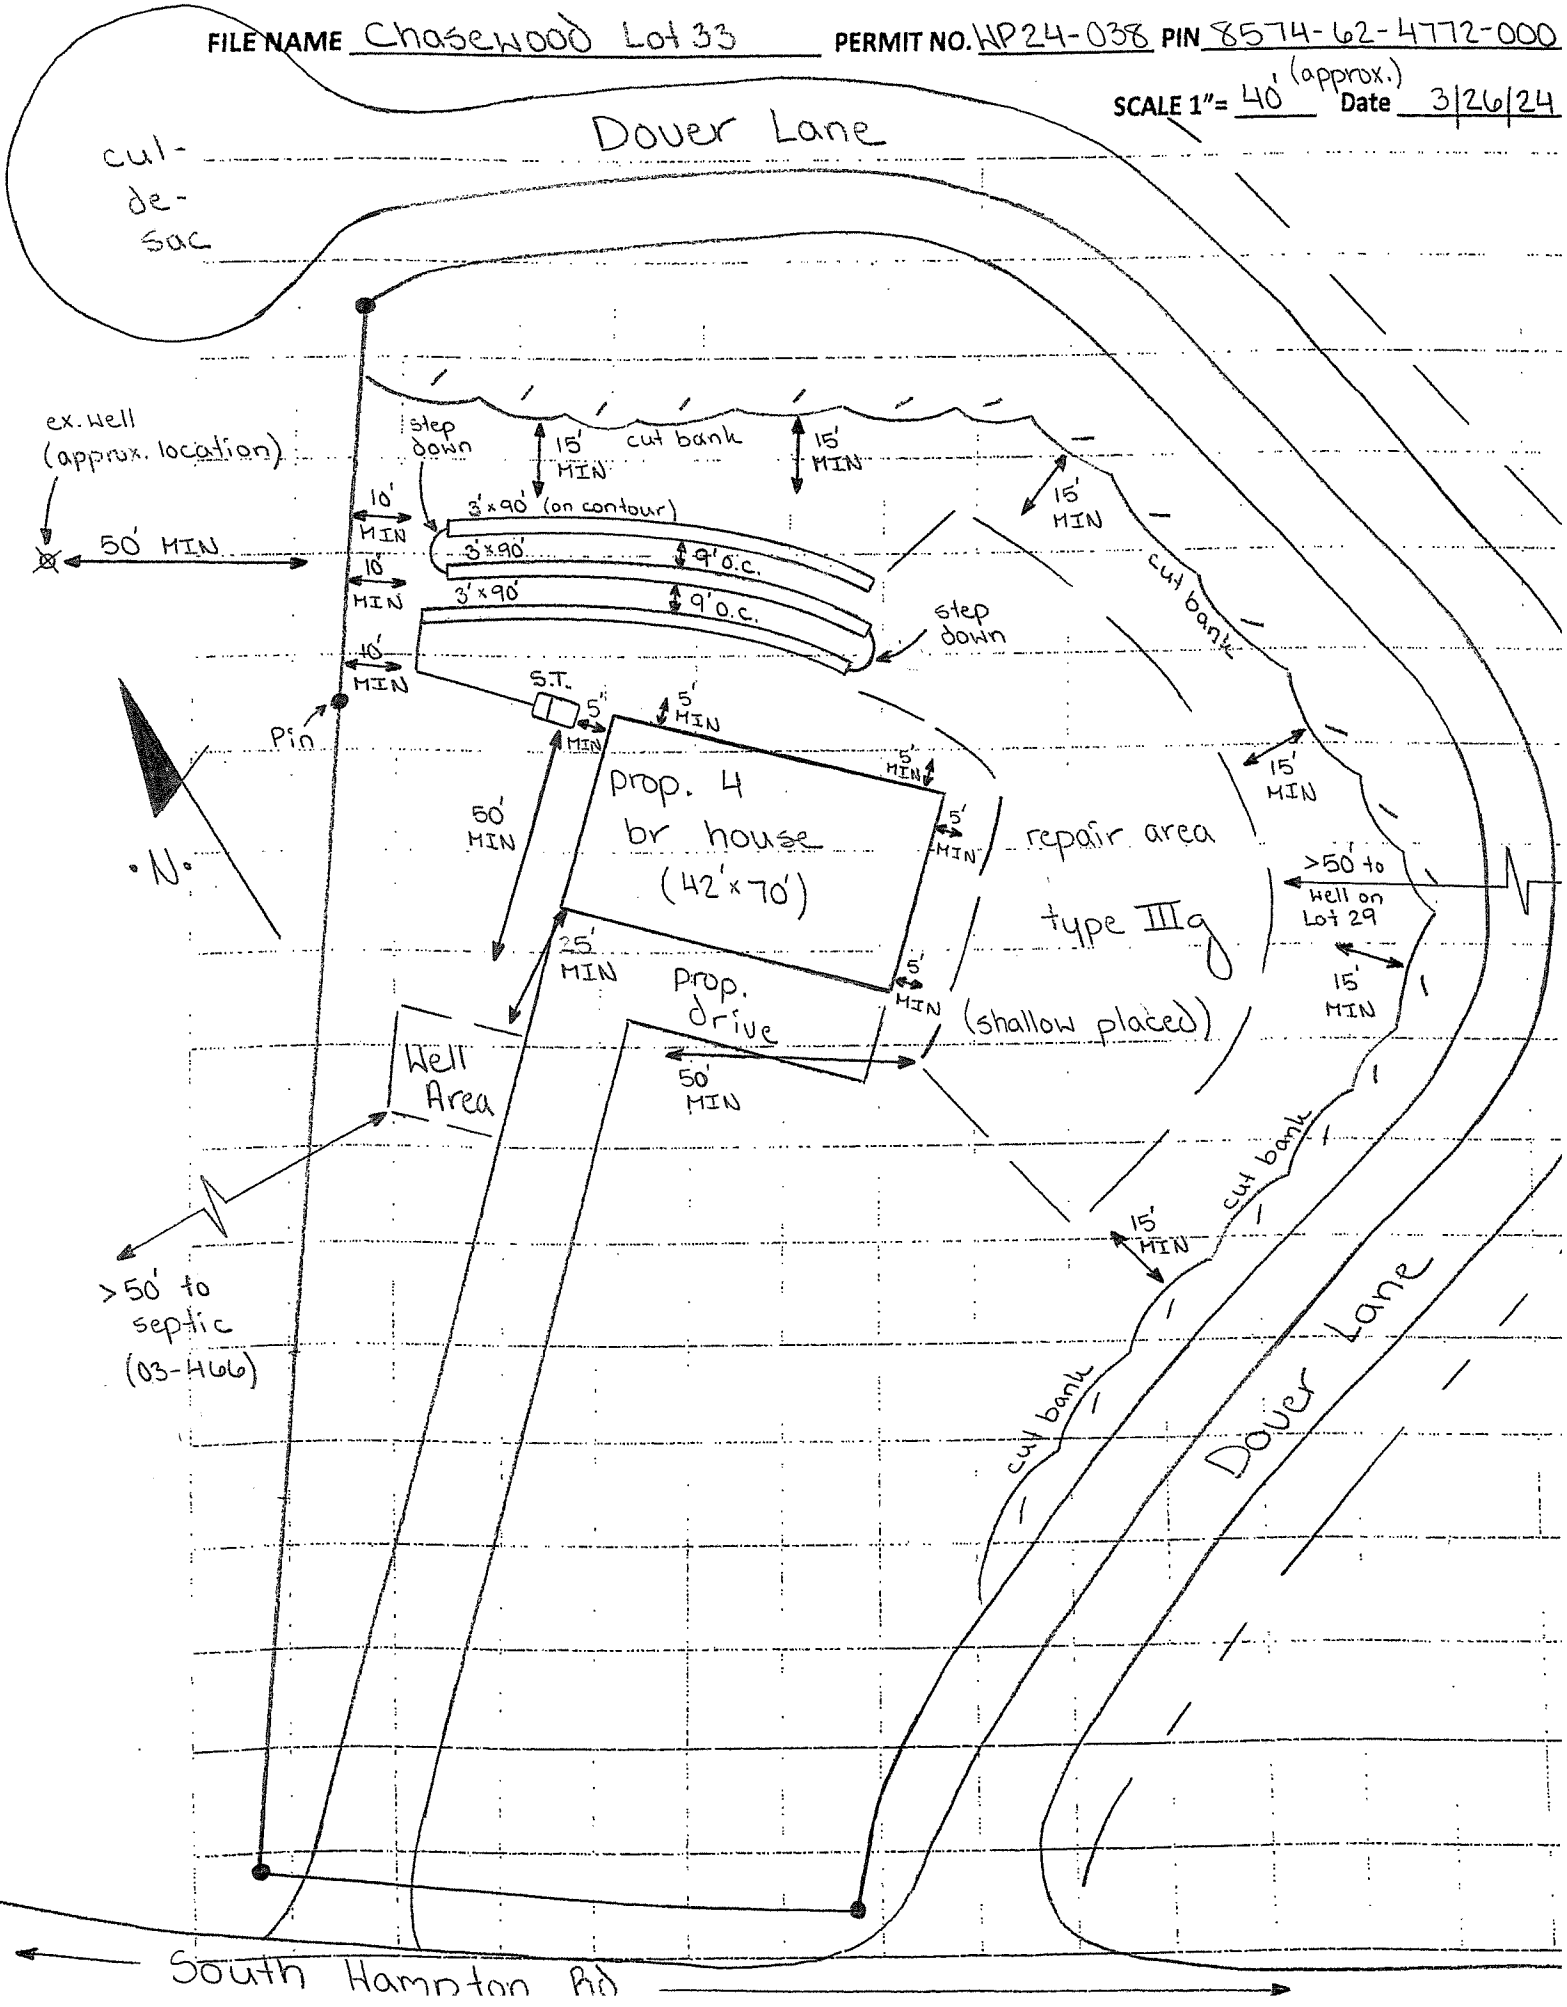 FILE NAME Chasewood Lot 33 PERMIT NO. WP24-038 PIN 8574-62-4772-000
(approx.)
SCALE 1"= 40' Date 3/26/24
Dover Lane
cul-
de-
sac
ex. well
(approx. location)
50' MIN
step
down
15'
MIN
cut bank
15'
MIN
15'
MIN
10'
MIN
3'x90' (on contour)
3'x90'
9' O.C.
10'
MIN
3'x90'
9' O.C.
cut bank
step
down
10'
MIN
S.T.
5'
MIN
5'
MIN
Pin
5'
MIN
15'
MIN
prop. 4
br house
(42'x70')
50'
MIN
5'
MIN
repair area
type IIIg
(shallow placed)
•N•
>50' to
well on
Lot 29
15'
MIN
25'
MIN
prop.
drive
5'
MIN
50'
MIN
Well
Area
cut bank
15'
MIN
>50' to
septic
(03-466)
cut bank
Dover Lane
South Hampton Rd